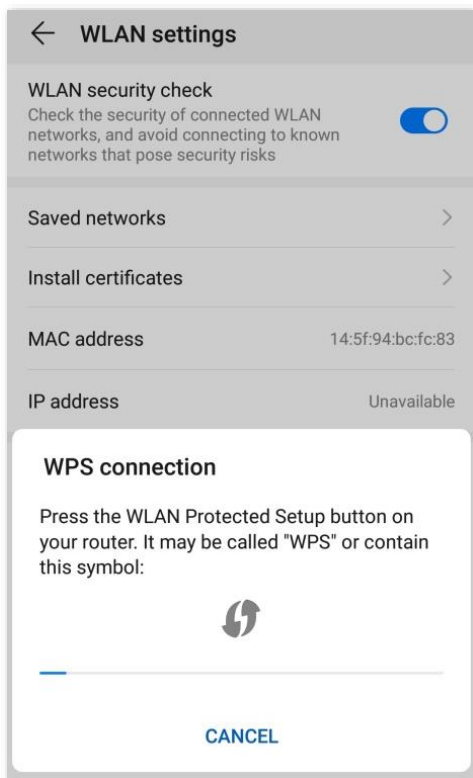 WLAN settings
WLAN security check
Check the security of connected WLAN
networks, and avoid connecting to known
networks that pose security risks
Saved networks
Install certificates
MAC address 14:5f:94:bc:fc:83
IP address Unavailable
WPS connection
Press the WLAN Protected Setup button on
your router. It may be called "WPS" or contain
this symbol:
CANCEL